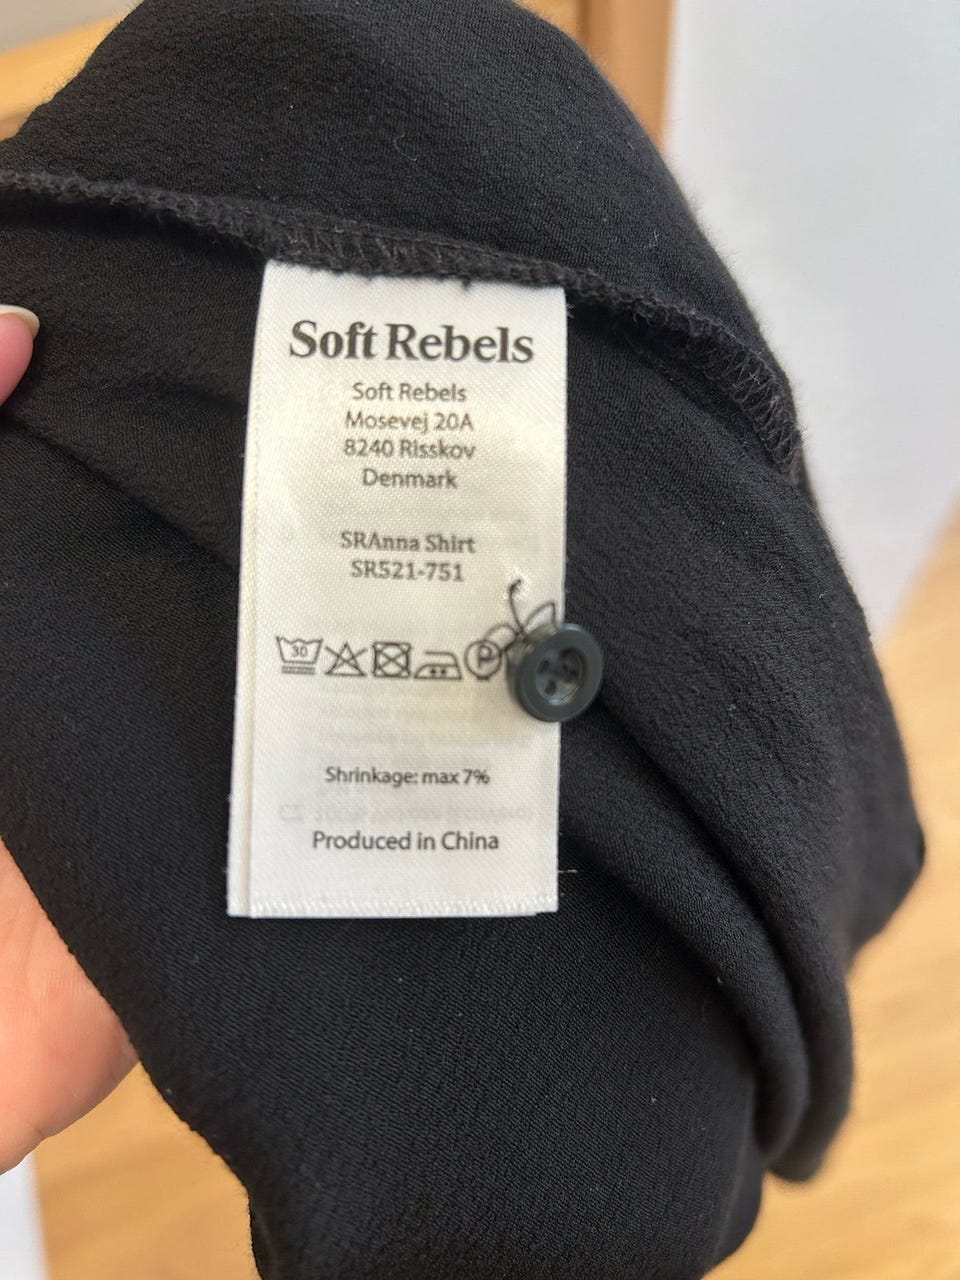 Soft Rebels
Soft Rebels
Mosevej 20A
8240 Risskov
Denmark
SRAnna Shirt
SR521-751
30
P
Shrinkage: max 7%
Produced in China